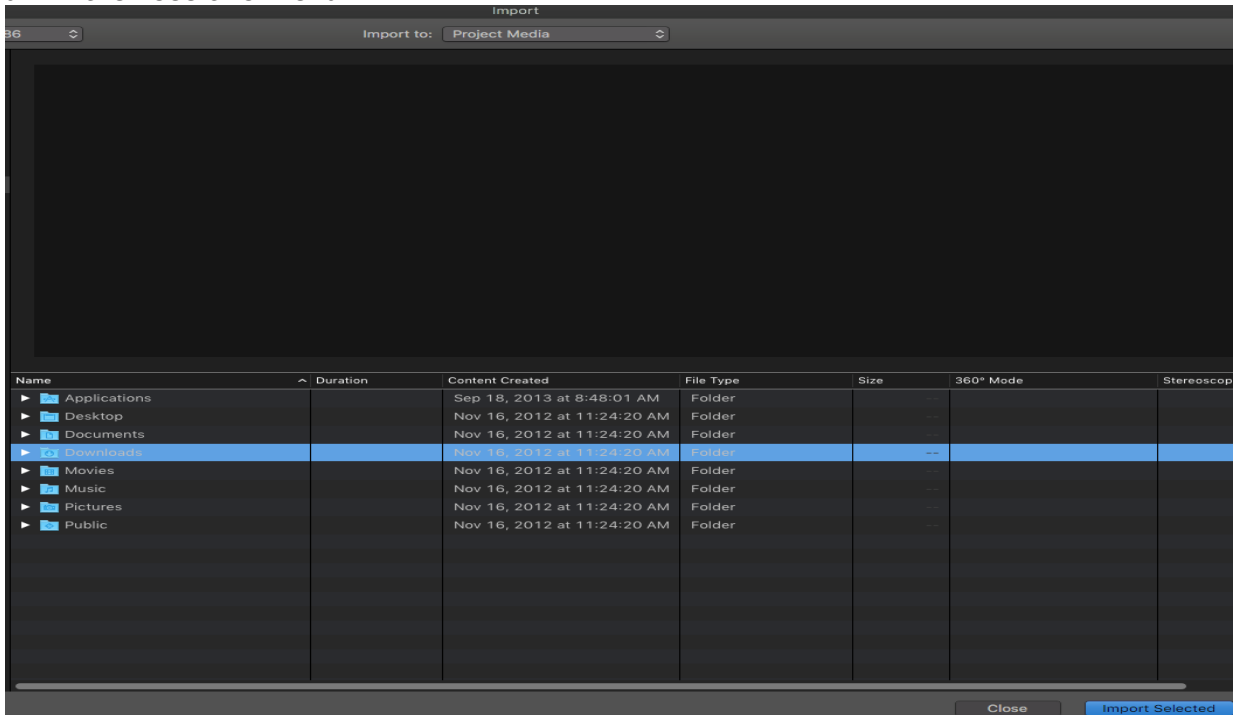 Import
86 Import to: Project Media
Name Duration Content Created File Type Size 360° Mode Stereoscop
Applications Sep 18, 2013 at 8:48:01 AM Folder --
Desktop Nov 16, 2012 at 11:24:20 AM Folder --
Documents Nov 16, 2012 at 11:24:20 AM Folder --
Downloads Nov 16, 2012 at 11:24:20 AM Folder --
Movies Nov 16, 2012 at 11:24:20 AM Folder --
Music Nov 16, 2012 at 11:24:20 AM Folder --
Pictures Nov 16, 2012 at 11:24:20 AM Folder --
Public Nov 16, 2012 at 11:24:20 AM Folder --
Close Import Selected